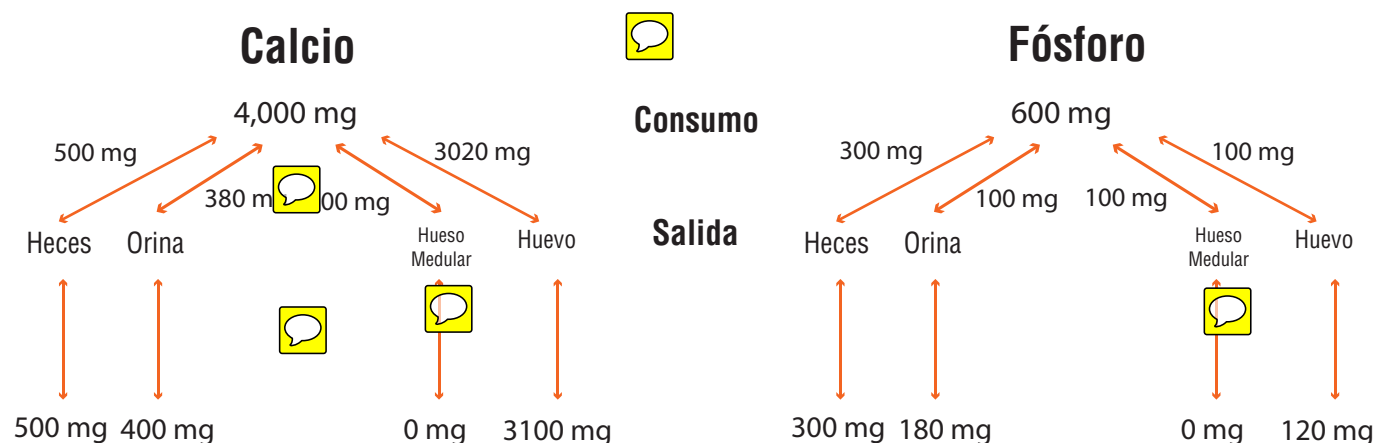 Calcio
4,000 mg
500 mg
3020 mg
380 m
00 mg
Heces
Orina
Hueso
Medular
Huevo
500 mg
400 mg
0 mg
3100 mg
Consumo
Salida
Fósforo
600 mg
300 mg
100 mg
100 mg
100 mg
Heces
Orina
Hueso
Medular
Huevo
300 mg
180 mg
0 mg
120 mg